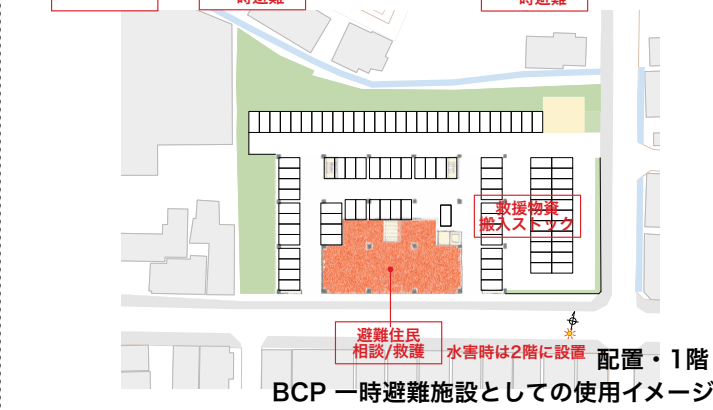 一時避難
一時避難
救援物資
搬入ストック
避難住民
相談/救護
水害時は2階に設置
配置・1階
BCP 一時避難施設としての使用イメージ